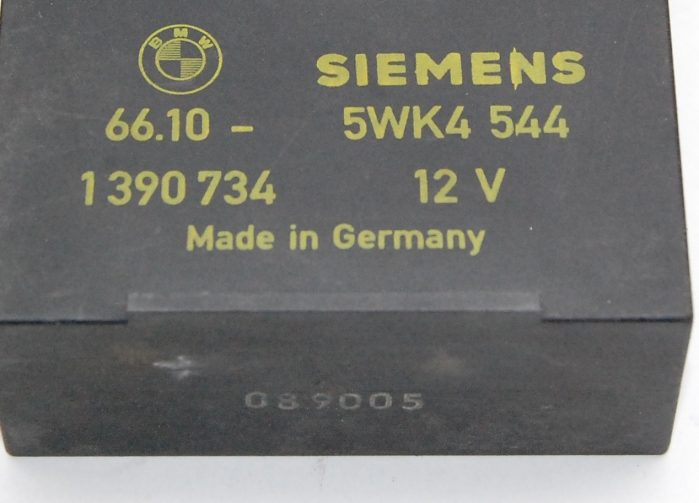 BMW
SIEMENS
66.10 - 5WK4 544
1 390 734 12 V
Made in Germany
089005